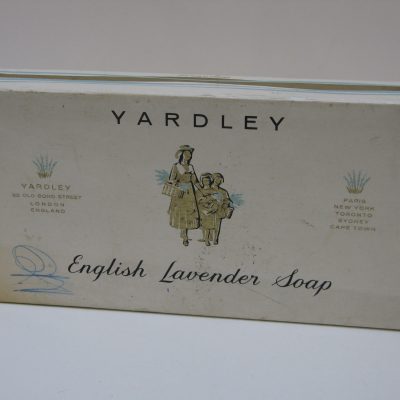 YARDLEY
YARDLEY
33 OLD BOND STREET
LONDON
ENGLAND
PARIS
NEW YORK
TORONTO
SYDNEY
CAPE TOWN
English Lavender Soap